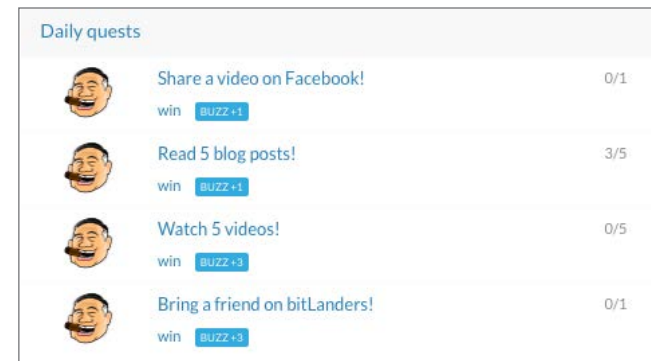 Daily quests
Share a video on Facebook! 0/1
win BUZZ +1
Read 5 blog posts! 3/5
win BUZZ +1
Watch 5 videos! 0/5
win BUZZ +3
Bring a friend on bitLanders! 0/1
win BUZZ +3